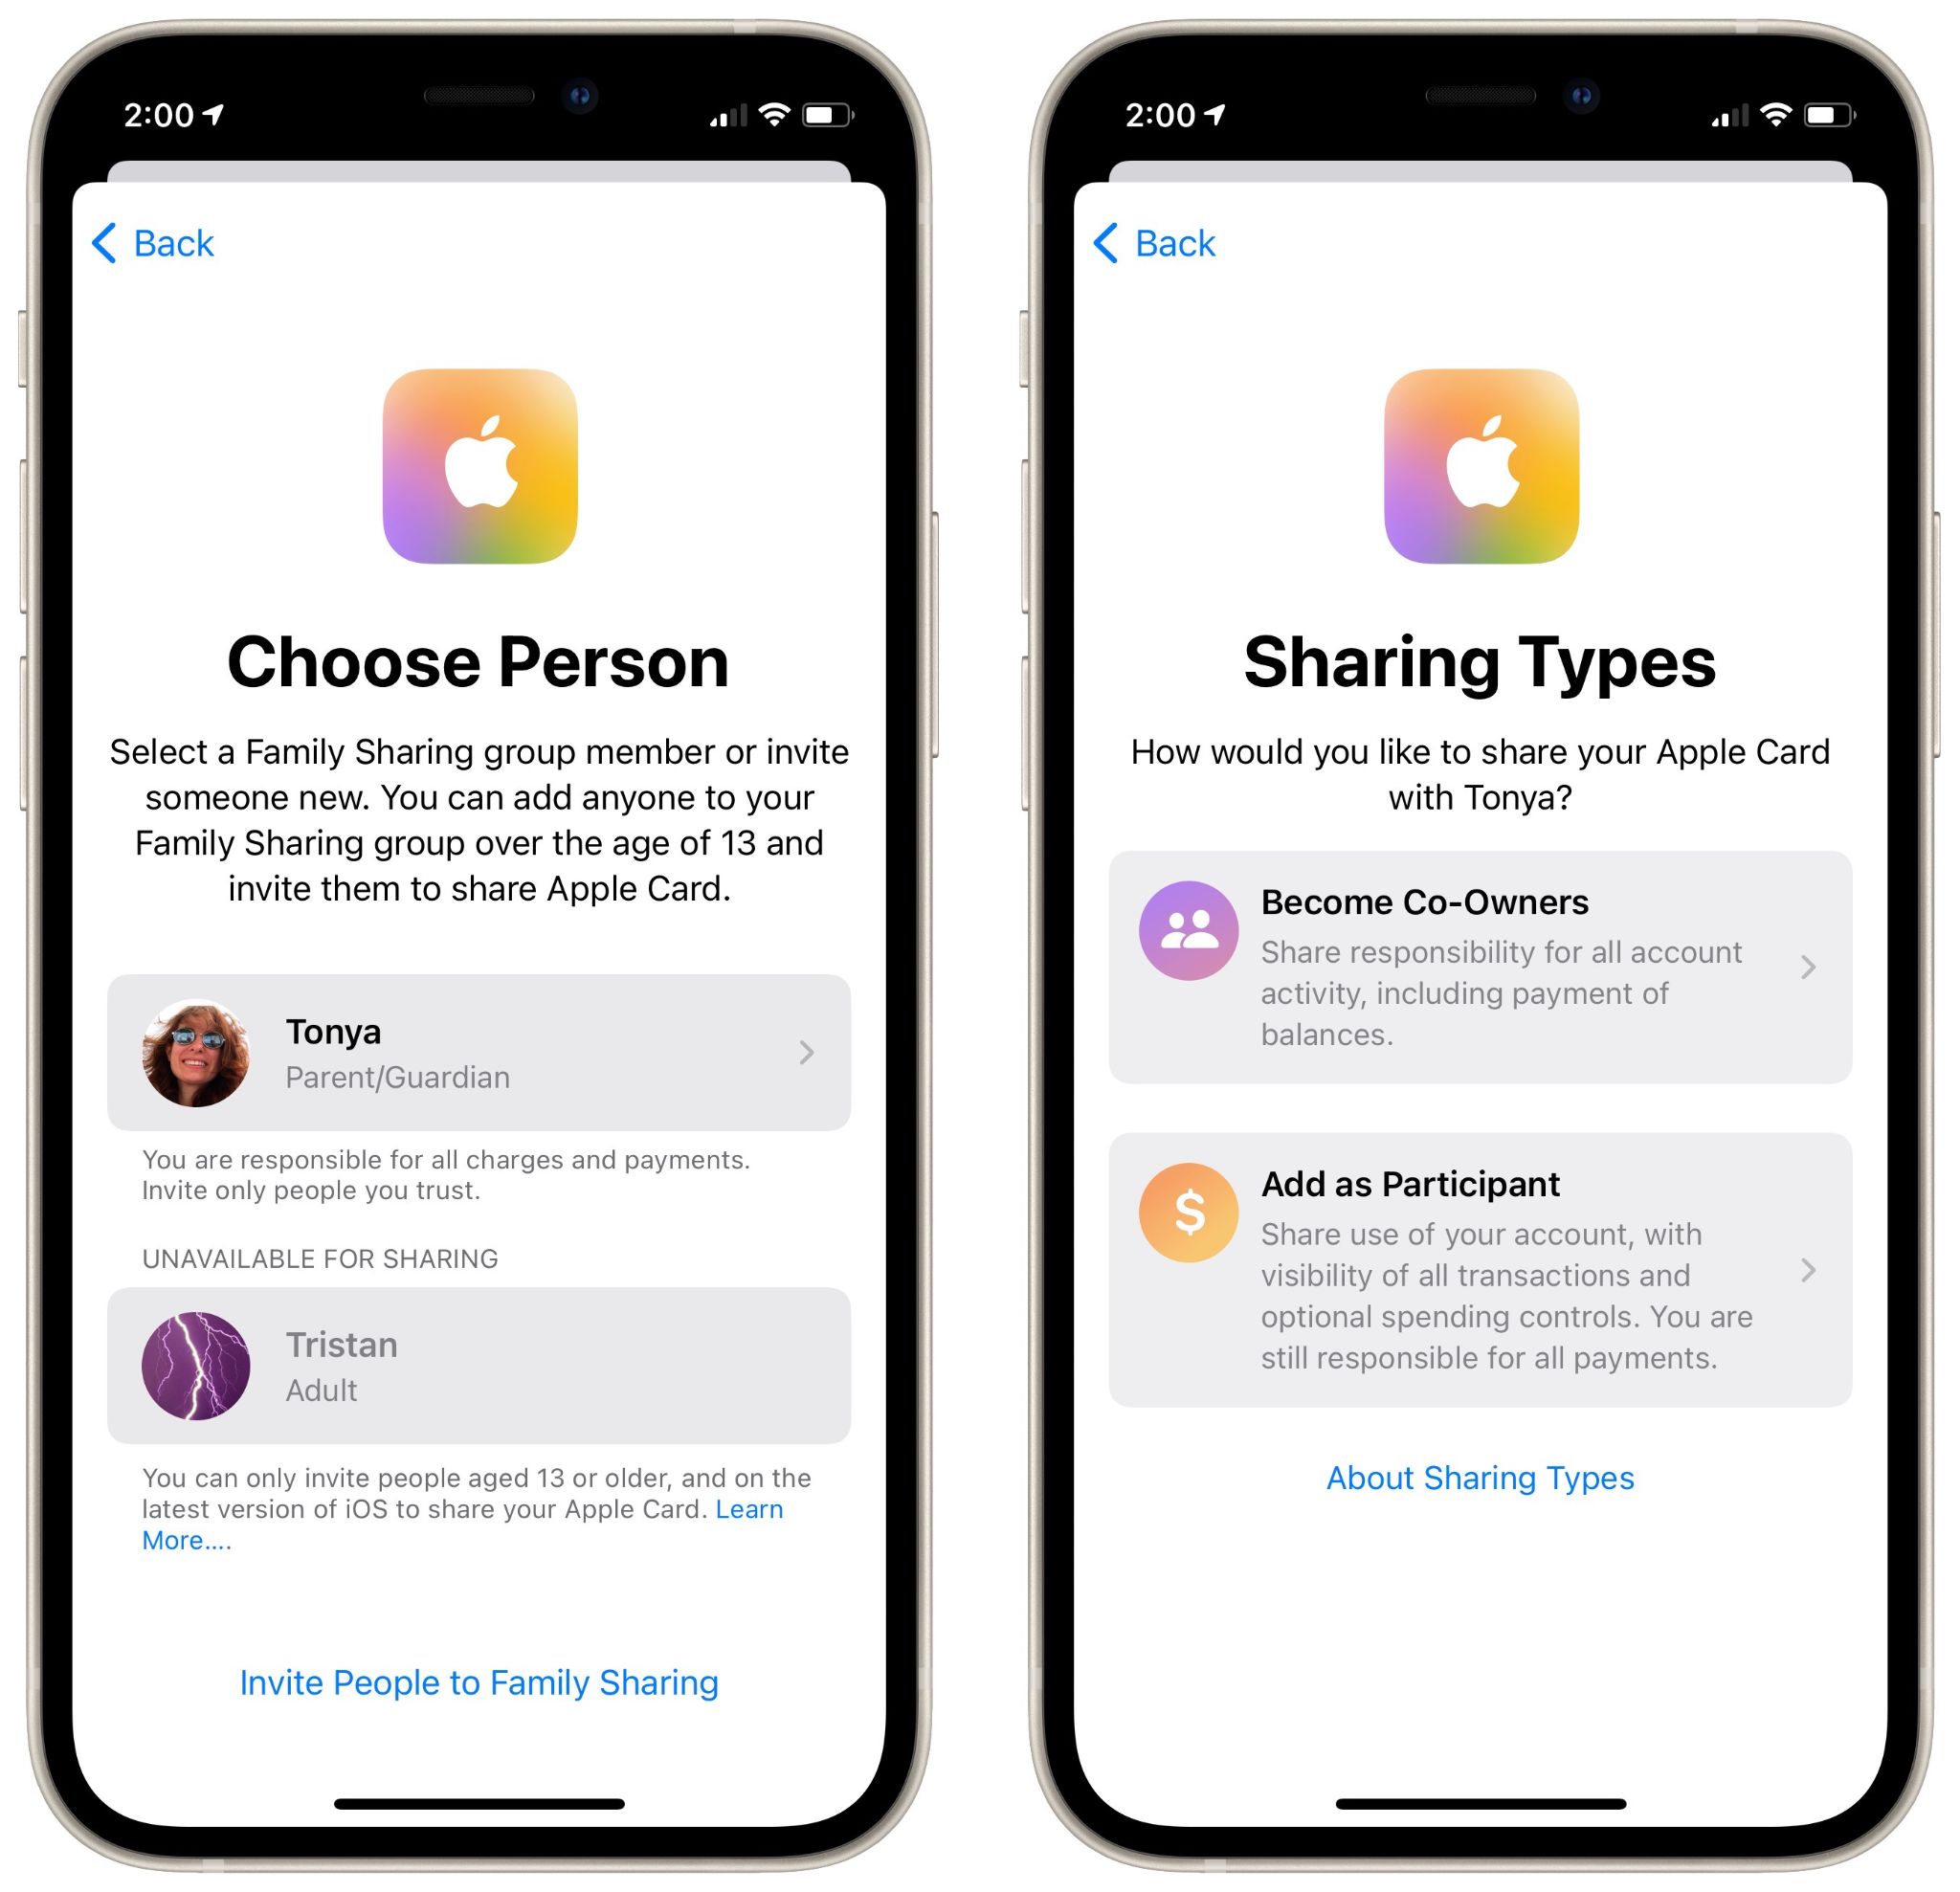 2:00
Back
Choose Person
Select a Family Sharing group member or invite
someone new. You can add anyone to your
Family Sharing group over the age of 13 and
invite them to share Apple Card.
Tonya
Parent/Guardian
You are responsible for all charges and payments.
Invite only people you trust.
UNAVAILABLE FOR SHARING
Tristan
Adult
You can only invite people aged 13 or older, and on the
latest version of iOS to share your Apple Card. Learn
More....
Invite People to Family Sharing
2:00
Back
Sharing Types
How would you like to share your Apple Card
with Tonya?
Become Co-Owners
Share responsibility for all account
activity, including payment of
balances.
$
Add as Participant
Share use of your account, with
visibility of all transactions and
optional spending controls. You are
still responsible for all payments.
About Sharing Types